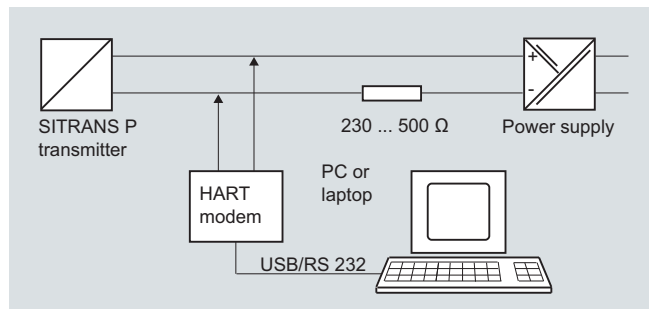 +
-
SITRANS P
transmitter
230 ... 500 Ω
Power supply
PC or
laptop
HART
modem
USB/RS 232